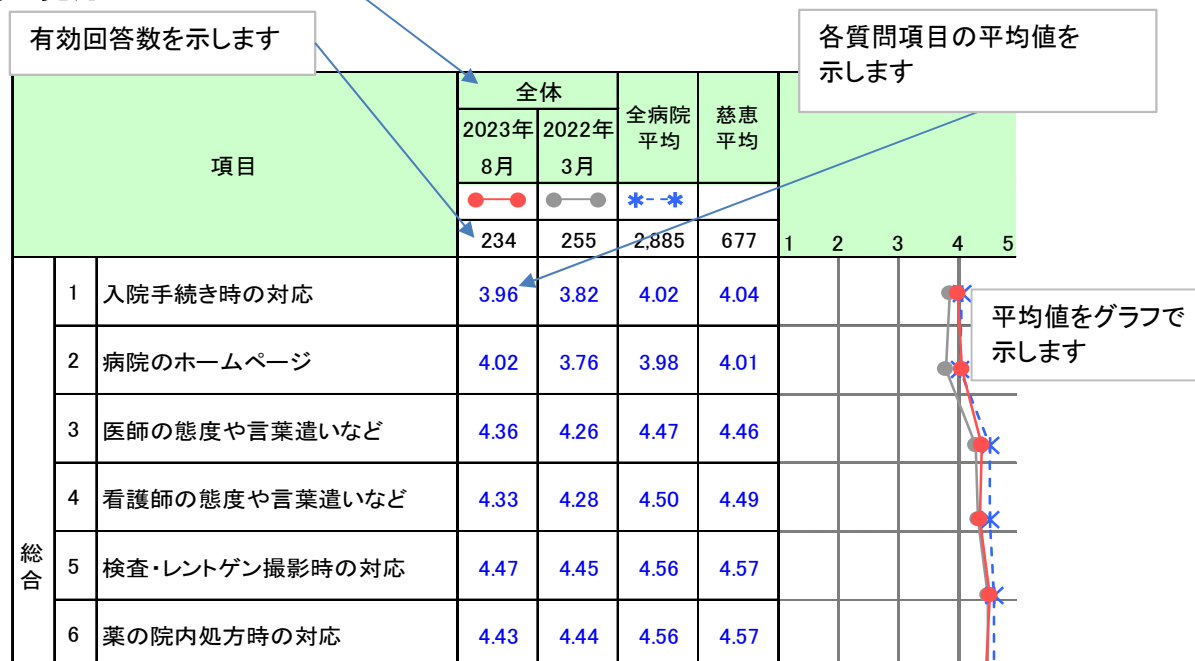 有効回答数を示します
各質問項目の平均値を
示します
項目
全体
2023年
8月
2022年
3月
全病院
平均
慈恵
平均
234 255 2,885 677 1 2 3 4 5
総合
1 入院手続き時の対応 3.96 3.82 4.02 4.04
平均値をグラフで
示します
2 病院のホームページ 4.02 3.76 3.98 4.01
3 医師の態度や言葉遣いなど 4.36 4.26 4.47 4.46
4 看護師の態度や言葉遣いなど 4.33 4.28 4.50 4.49
5 検査・レントゲン撮影時の対応 4.47 4.45 4.56 4.57
6 薬の院内処方時の対応 4.43 4.44 4.56 4.57